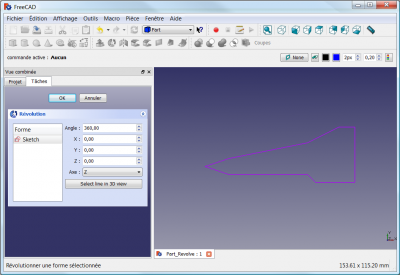 FreeCAD
Fichier Édition Affichage Outils Macro Pièce Fenêtre Aide
Part
Coupes
commande active : Aucun
None
2px
0,20
Vue combinée
Projet Tâches
OK Annuler
Révolution
Forme
Sketch
Angle : 360,00
X : 0,00
Y : 0,00
Z : 0,00
Axe : Z
Select line in 3D view
Part_Revolve : 1
Révolutionner une forme sélectionnée
153.61 x 115.20 mm